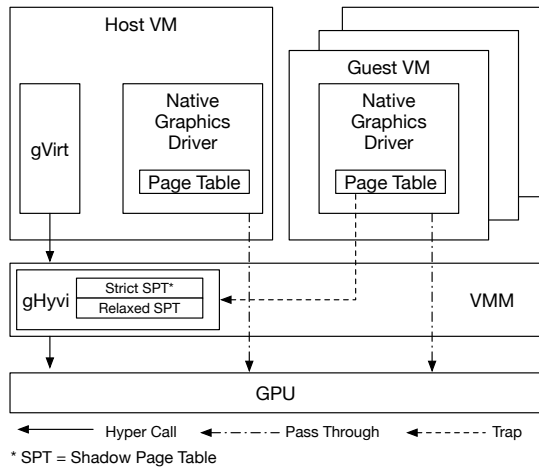 Host VM
Guest VM
gVirt
Native
Graphics
Driver
Page Table
Native
Graphics
Driver
Page Table
gHyvi
Strict SPT*
Relaxed SPT
VMM
GPU
Hyper Call
Pass Through
Trap
* SPT = Shadow Page Table